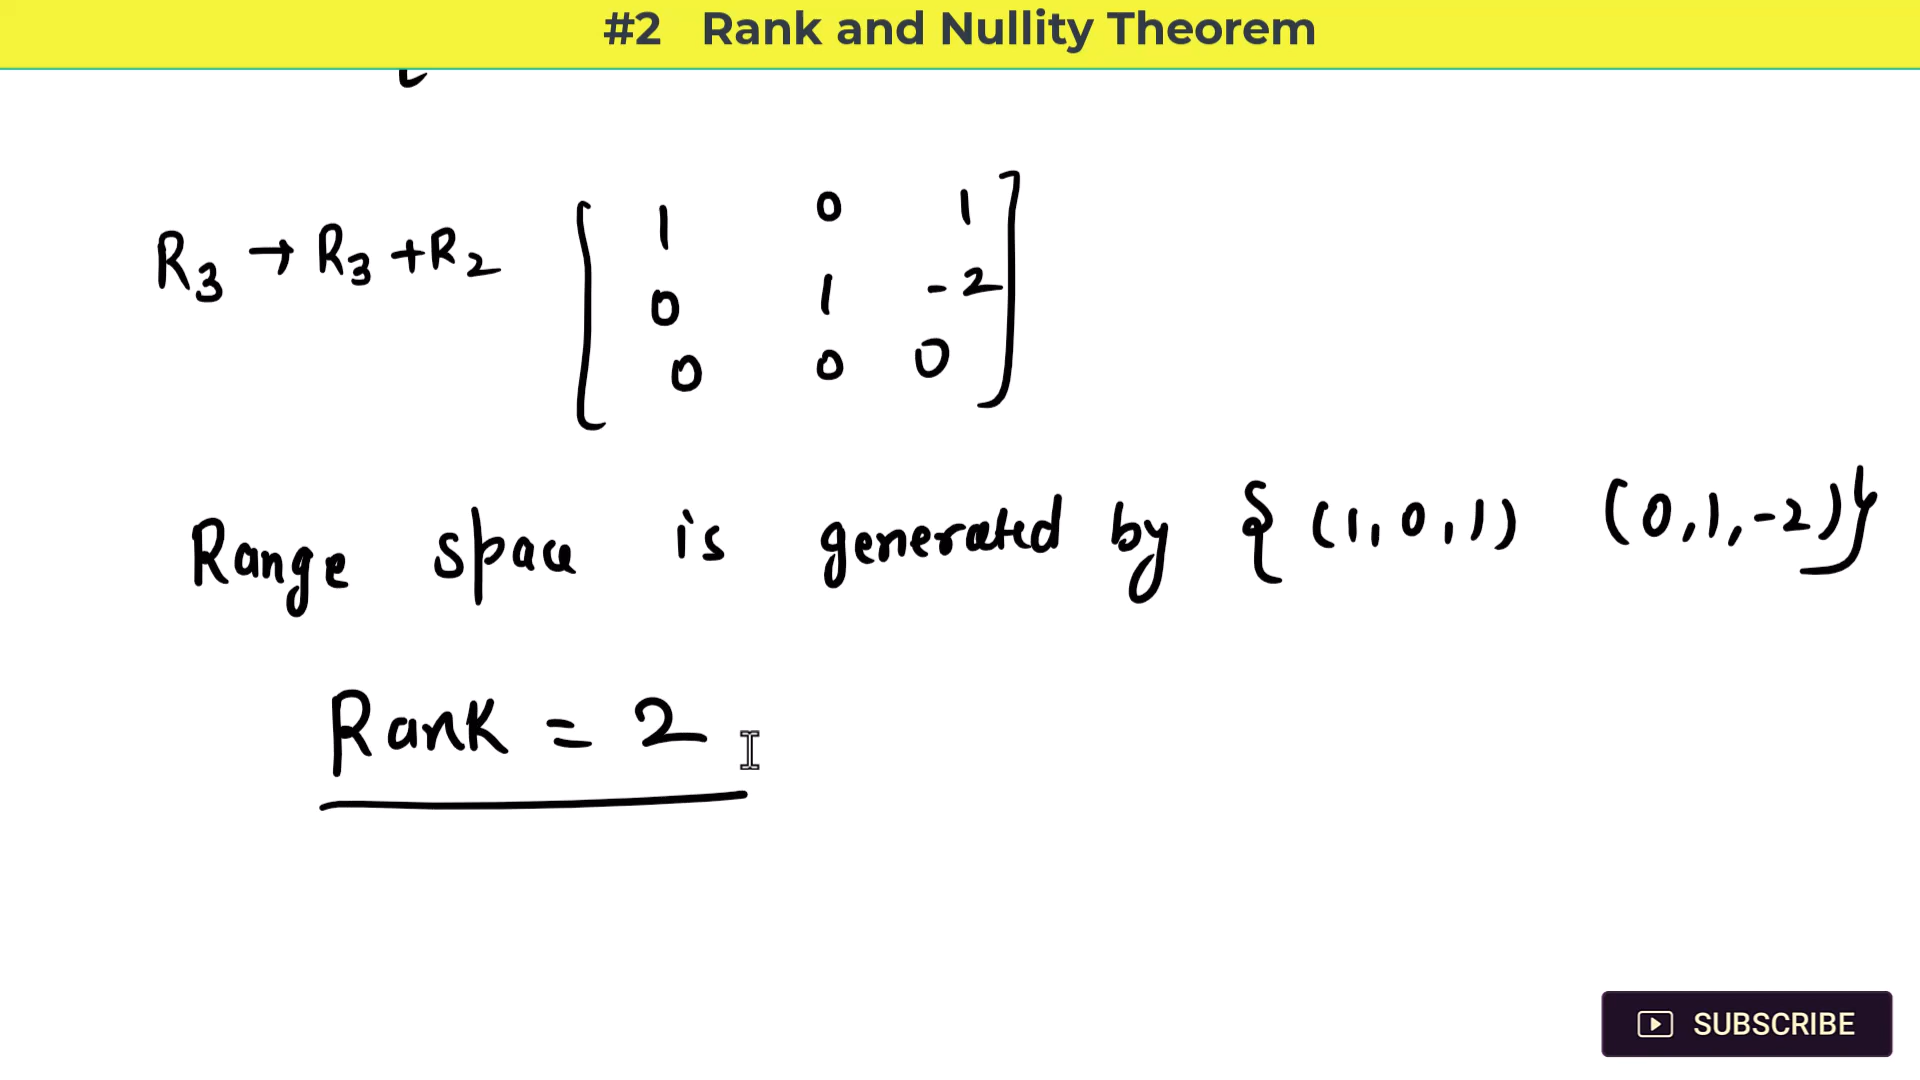 #2 Rank and Nullity Theorem
R3 → R3 + R2 [ 1 0 1
0 1 -2
0 0 0 ]
Range space is generated by { (1, 0, 1) (0, 1, -2) }
Rank = 2
SUBSCRIBE